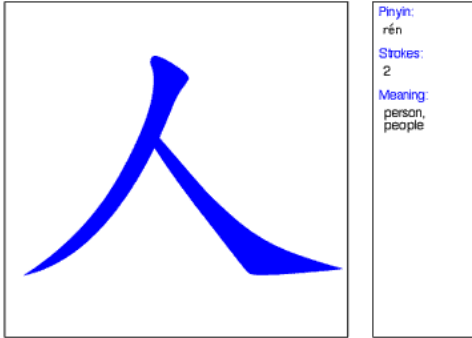 人
Pinyin:
rén
Strokes:
2
Meaning:
person,
people